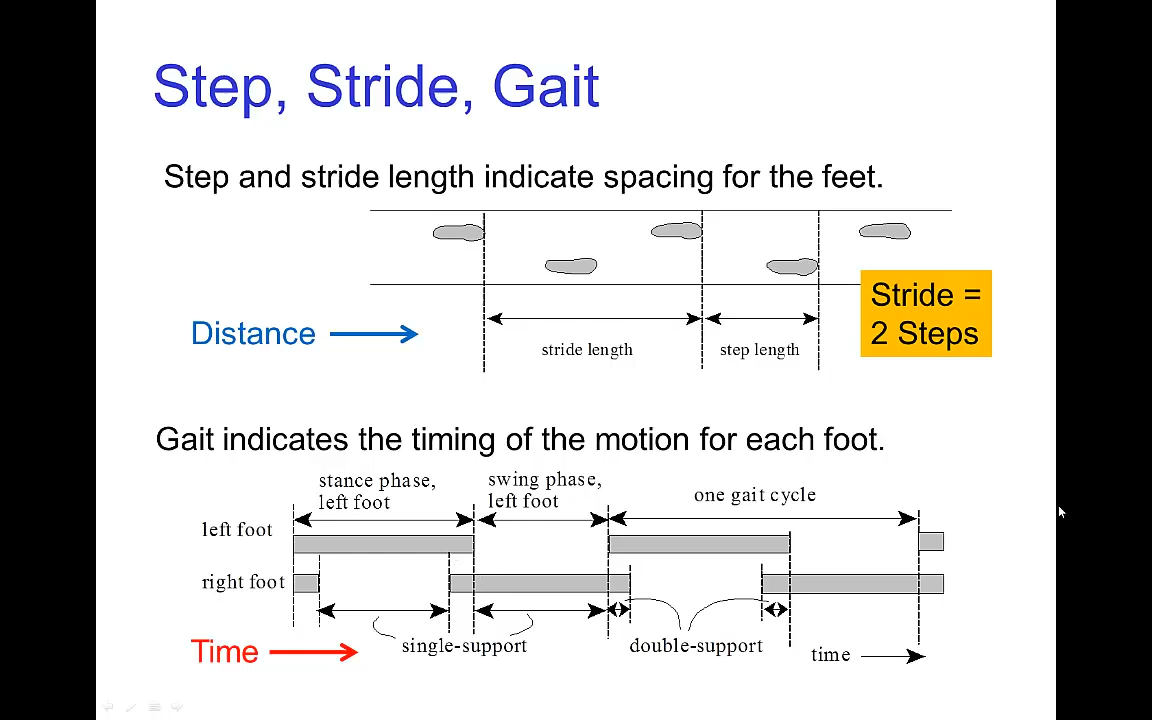 Step, Stride, Gait
Step and stride length indicate spacing for the feet.
Stride =
2 Steps
Distance
stride length
step length
Gait indicates the timing of the motion for each foot.
stance phase,
left foot
swing phase,
left foot
one gait cycle
left foot
right foot
single-support
double-support
Time
time